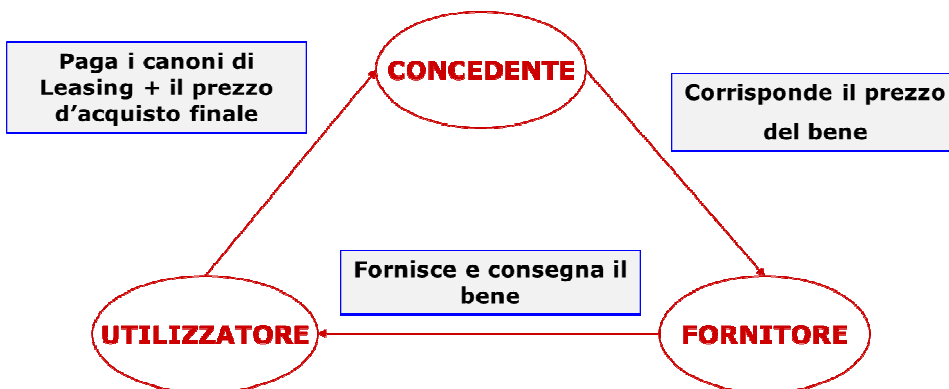 Paga i canoni di
Leasing + il prezzo
d'acquisto finale
CONCEDENTE
Corrisponde il prezzo
del bene
Fornisce e consegna il
bene
UTILIZZATORE
FORNITORE